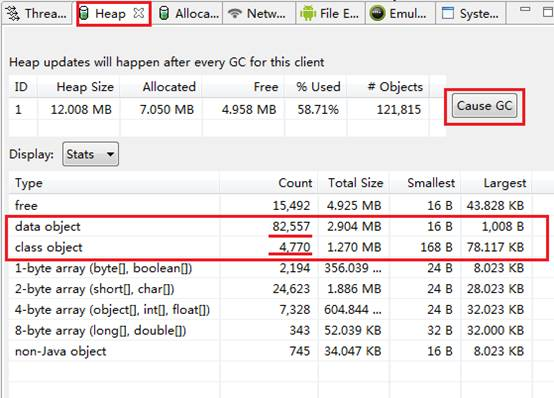 Threa... Heap Alloca... Netw... File E... Emul... Syste...
Heap updates will happen after every GC for this client
ID Heap Size Allocated Free % Used # Objects
1 12.008 MB 7.050 MB 4.958 MB 58.71% 121,815
Cause GC
Display: Stats
Type Count Total Size Smallest Largest
free 15,492 4.925 MB 16 B 43.828 KB
data object 82,557 2.904 MB 16 B 1,008 B
class object 4,770 1.270 MB 168 B 78.117 KB
1-byte array (byte[], boolean[]) 2,194 356.039 ... 24 B 8.023 KB
2-byte array (short[], char[]) 24,623 1.886 MB 24 B 28.023 KB
4-byte array (object[], int[], float[]) 7,328 604.844 ... 24 B 32.023 KB
8-byte array (long[], double[]) 343 52.039 KB 32 B 32.000 KB
non-Java object 745 34.047 KB 16 B 8.023 KB